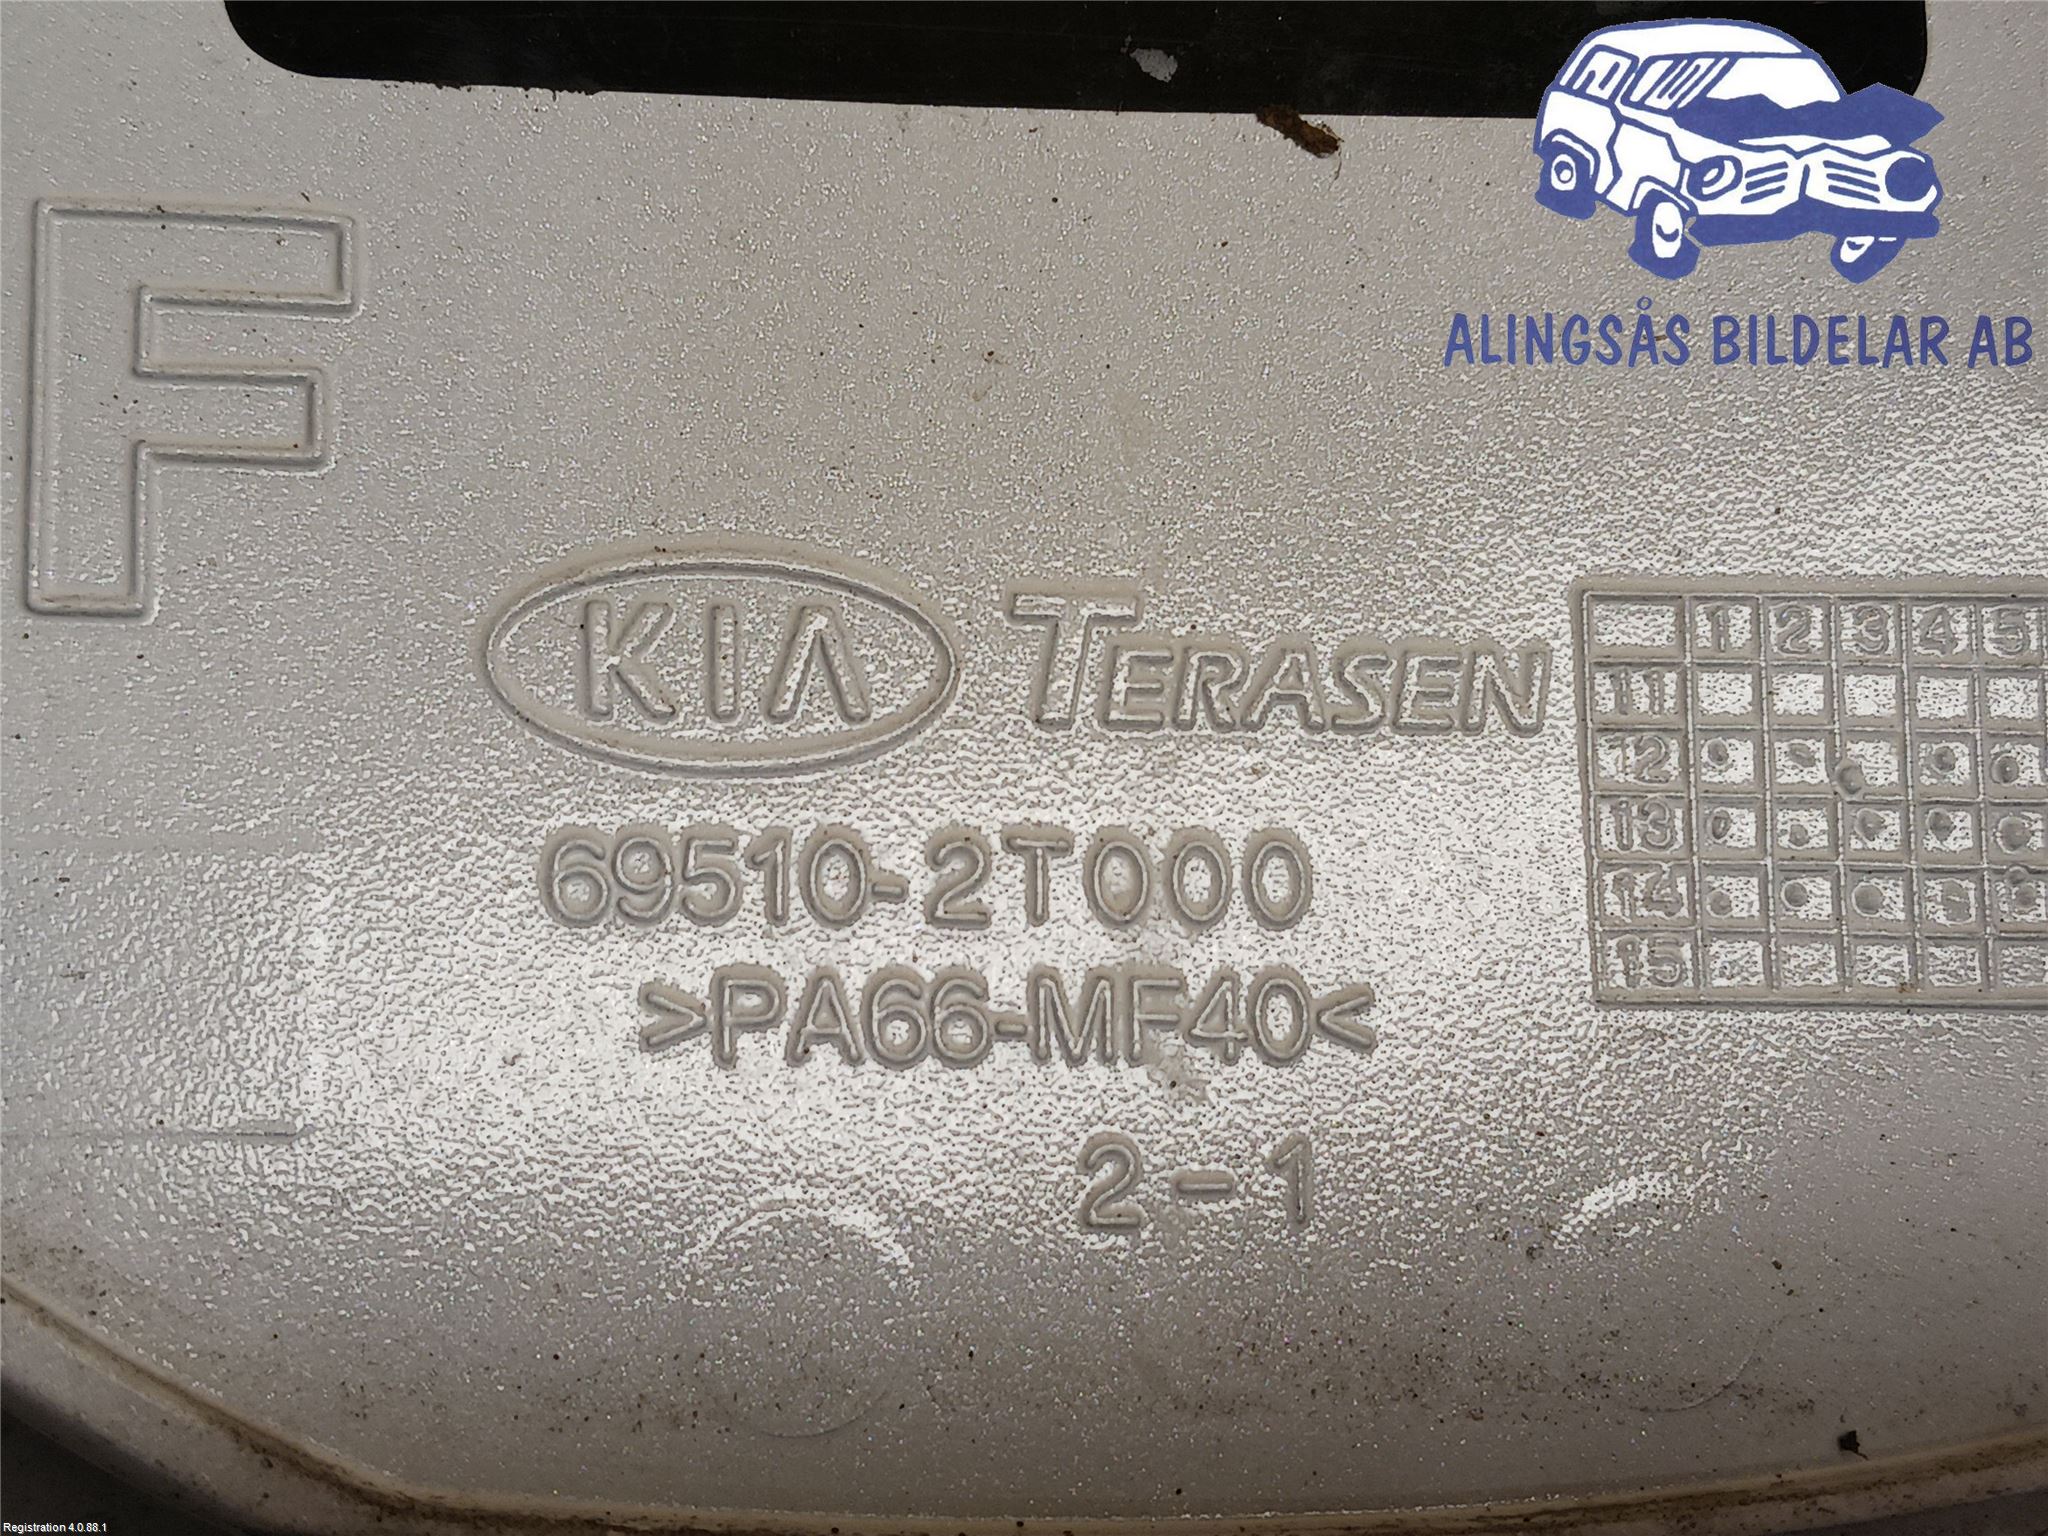 ALINGSÅS BILDELAR AB
F
KIA TERASEN
69510-2T000
>PA66-MF40<
2-1
1 2 3 4 5
11
12
13
14
15
Registration 4.0.88.1